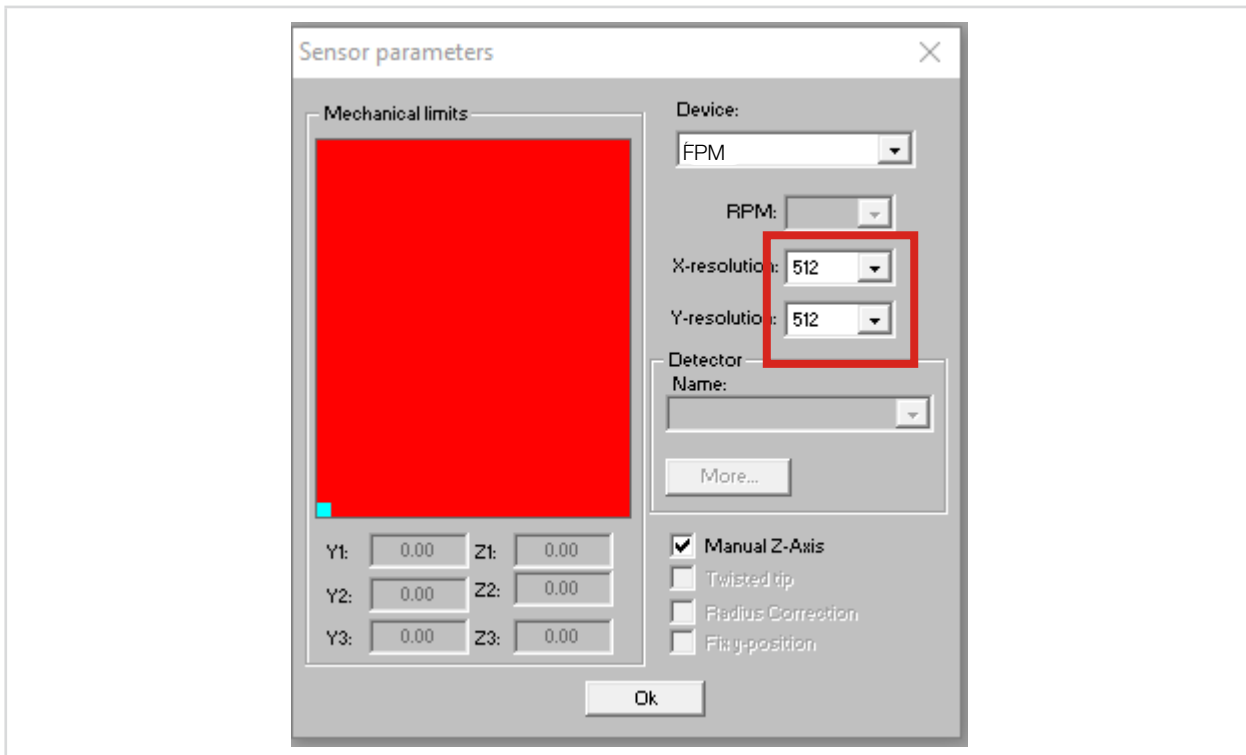 Sensor parameters
Mechanical limits
Y1: 0.00 Z1: 0.00
Y2: 0.00 Z2: 0.00
Y3: 0.00 Z3: 0.00
Device:
FPM
RPM:
X-resolution: 512
Y-resolution: 512
Detector
Name:
More...
Manual Z-Axis
Twisted tip
Radius Correction
Fix y-position
Ok